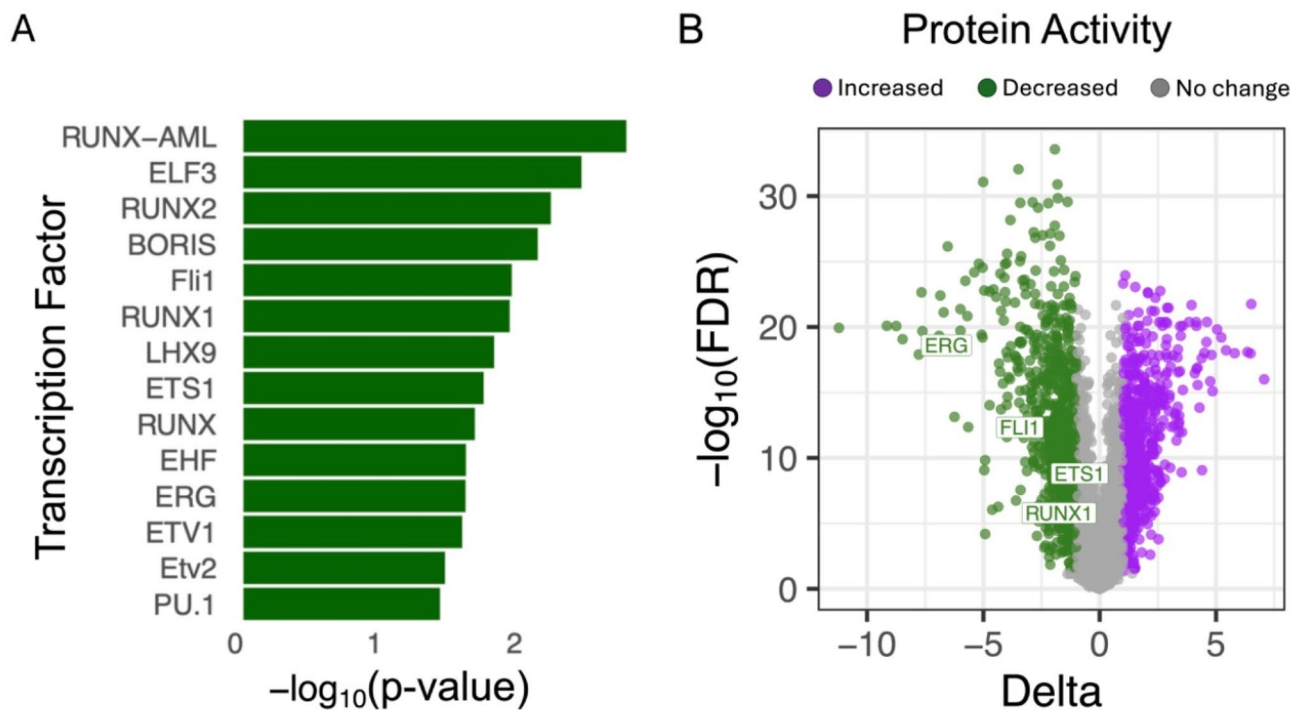 A
Transcription Factor
RUNX−AML
ELF3
RUNX2
BORIS
Fli1
RUNX1
LHX9
ETS1
RUNX
EHF
ERG
ETV1
Etv2
PU.1
0 1 2
−log₁₀(p-value)
B
Protein Activity
Increased Decreased No change
−log₁₀(FDR)
30
20
10
0
ERG
FLI1
ETS1
RUNX1
−10 −5 0 5
Delta